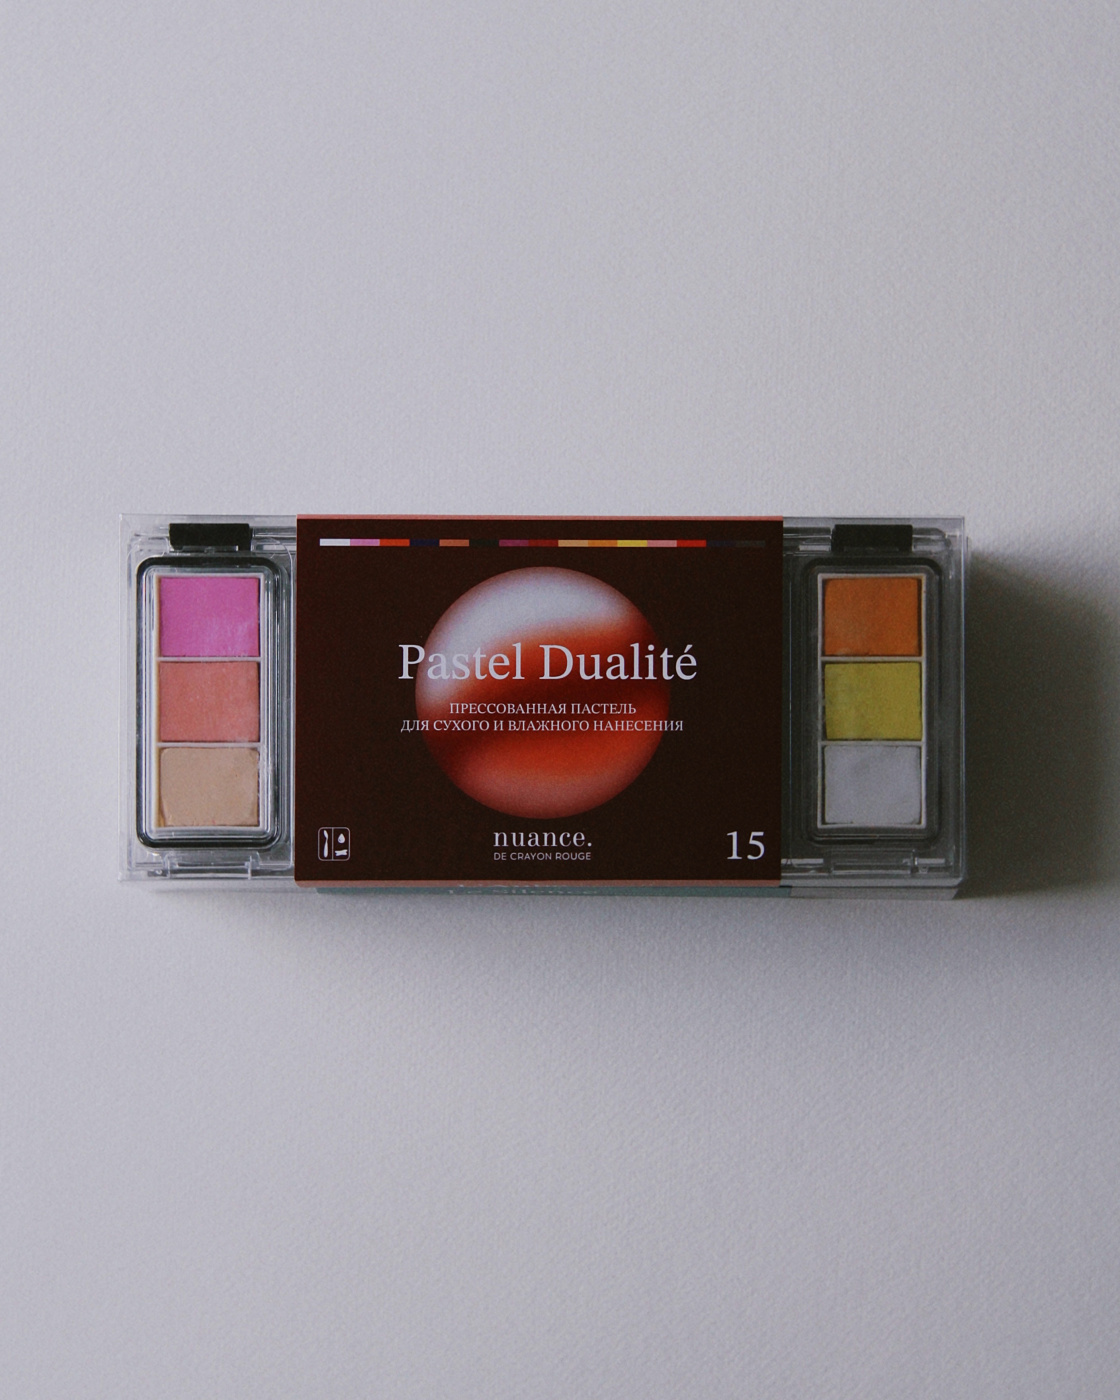 Pastel Dualité
ПРЕССОВАННАЯ ПАСТЕЛЬ
ДЛЯ СУХОГО И ВЛАЖНОГО НАНЕСЕНИЯ
nuance.
DE CRAYON ROUGE
15